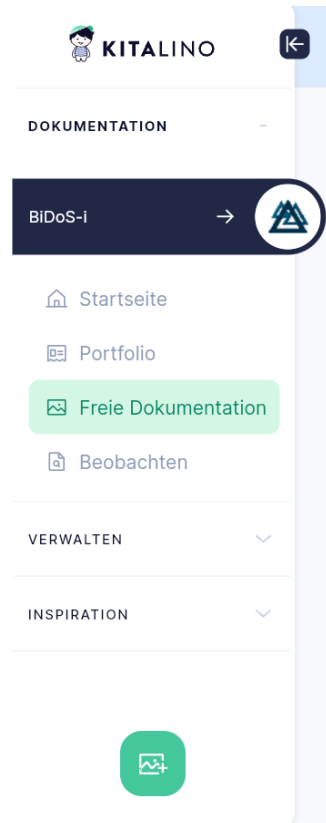 KITALINO
DOKUMENTATION
BiDoS-i
Startseite
Portfolio
Freie Dokumentation
Beobachten
VERWALTEN
INSPIRATION